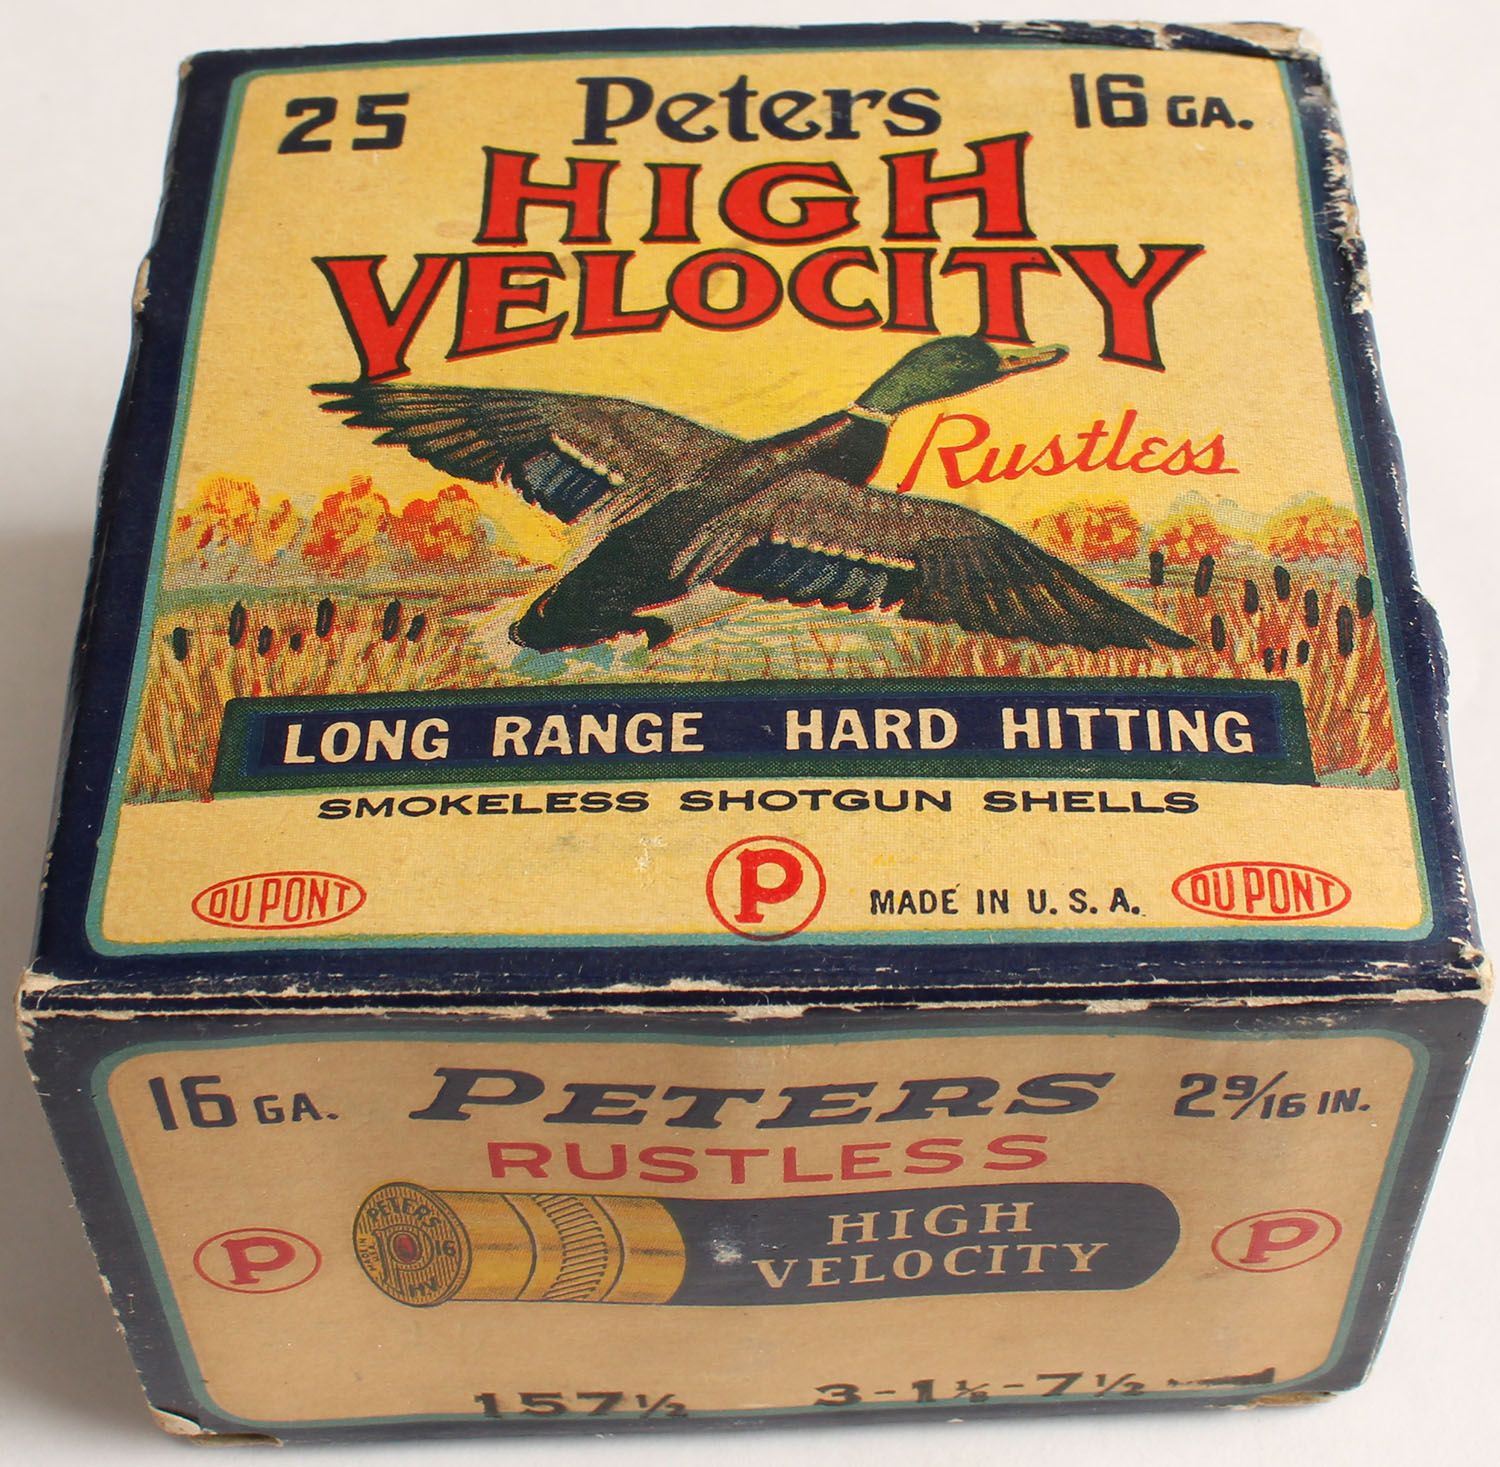 25 Peters 16 GA.
HIGH
VELOCITY
Rustless
LONG RANGE HARD HITTING
SMOKELESS SHOTGUN SHELLS
DU PONT P MADE IN U. S. A. DU PONT
16 GA. PETERS 2 9/16 IN.
RUSTLESS
PETERS
16
H.V.
HIGH
VELOCITY
P P
157 1/2 3-1 1/8-7 1/2